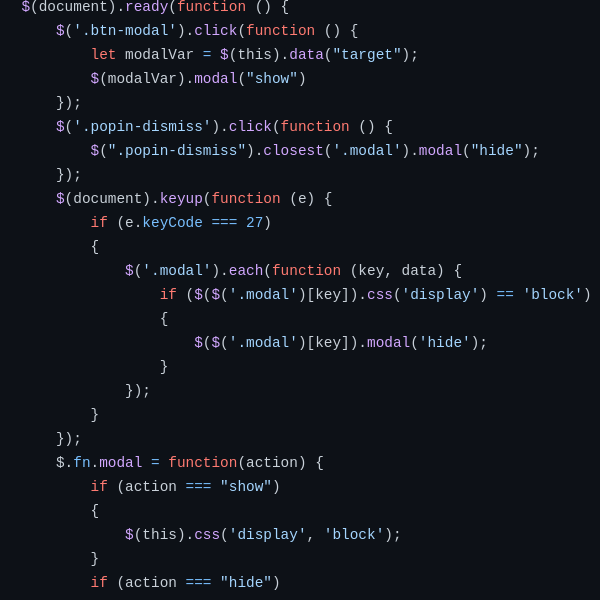 $(document).ready(function () {
    $('.btn-modal').click(function () {
        let modalVar = $(this).data("target");
        $(modalVar).modal("show")
    });
    $('.popin-dismiss').click(function () {
        $(".popin-dismiss").closest('.modal').modal("hide");
    });
    $(document).keyup(function (e) {
        if (e.keyCode === 27)
        {
            $('.modal').each(function (key, data) {
                if ($($('.modal')[key]).css('display') == 'block')
                {
                    $($('.modal')[key]).modal('hide');
                }
            });
        }
    });
    $.fn.modal = function(action) {
        if (action === "show")
        {
            $(this).css('display', 'block');
        }
        if (action === "hide")